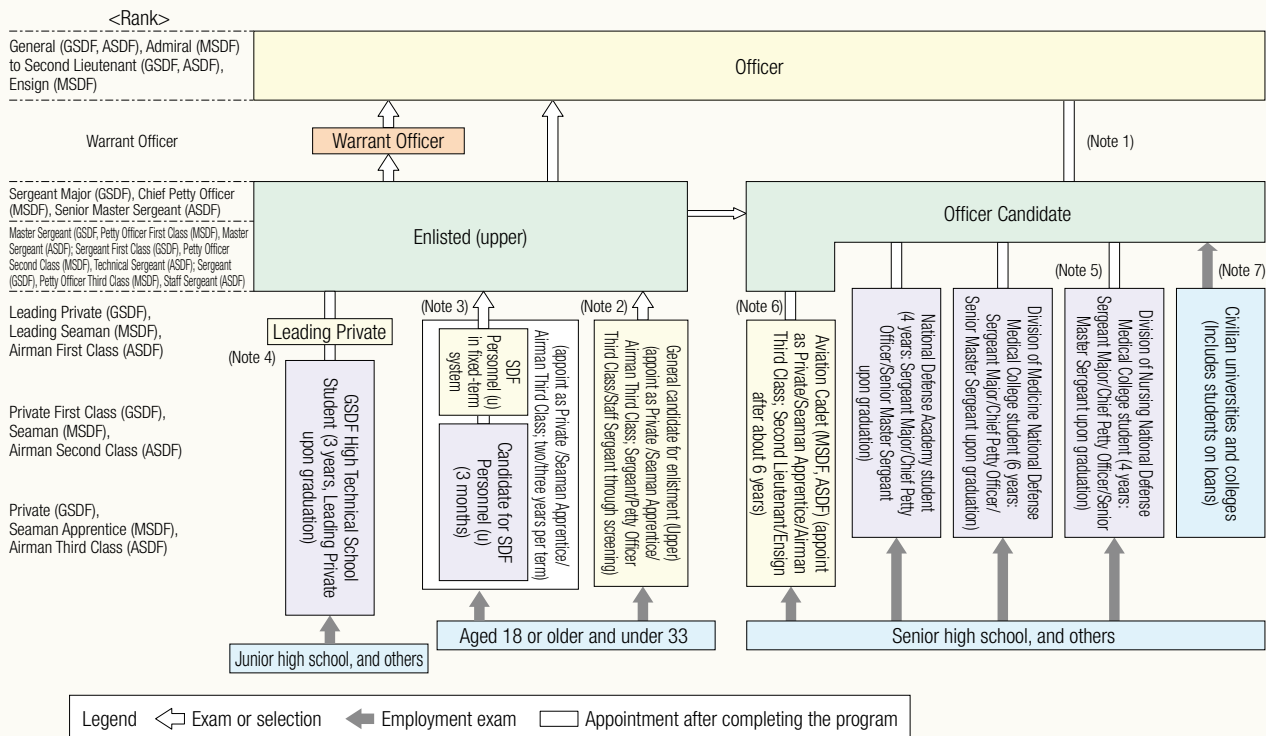 <Rank>
General (GSDF, ASDF), Admiral (MSDF)
to Second Lieutenant (GSDF, ASDF),
Ensign (MSDF)
Officer
Warrant Officer
Warrant Officer
(Note 1)
Sergeant Major (GSDF), Chief Petty Officer
(MSDF), Senior Master Sergeant (ASDF)
Master Sergeant (GSDF, Petty Officer First Class (MSDF), Master
Sergeant (ASDF); Sergeant First Class (GSDF), Petty Officer
Second Class (MSDF), Technical Sergeant (ASDF); Sergeant
(GSDF), Petty Officer Third Class (MSDF), Staff Sergeant (ASDF)
Enlisted (upper)
Officer Candidate
Leading Private (GSDF),
Leading Seaman (MSDF),
Airman First Class (ASDF)
Private First Class (GSDF),
Seaman (MSDF),
Airman Second Class (ASDF)
Private (GSDF),
Seaman Apprentice (MSDF),
Airman Third Class (ASDF)
Leading Private
(Note 4)
GSDF High Technical School
Student (3 years, Leading Private
upon graduation)
(Note 3)
SDF
Personnel (u)
in fixed-term
system
Candidate for SDF
Personnel (u)
(3 months)
(appoint as Private /Seaman Apprentice/
Airman Third Class; two/three years per term)
(Note 2)
General candidate for enlistment (Upper)
(appoint as Private /Seaman Apprentice/
Airman Third Class; Sergeant/Petty Officer
Third Class/Staff Sergeant through screening)
(Note 6)
Aviation Cadet (MSDF, ASDF) (appoint
as Private/Seaman Apprentice/Airman
Third Class; Second Lieutenant/Ensign
after about 6 years)
National Defense Academy student
(4 years: Sergeant Major/Chief Petty
Officer/Senior Master Sergeant
upon graduation)
Division of Medicine National Defense
Medical College student (6 years:
Sergeant Major/Chief Petty Officer/
Senior Master Sergeant upon graduation)
(Note 5)
Division of Nursing National Defense
Medical College student (4 years:
Sergeant Major/Chief Petty Officer/Senior
Master Sergeant upon graduation)
(Note 7)
Civilian universities and colleges
(Includes students on loans)
Junior high school, and others
Aged 18 or older and under 33
Senior high school, and others
Legend Exam or selection Employment exam Appointment after completing the program